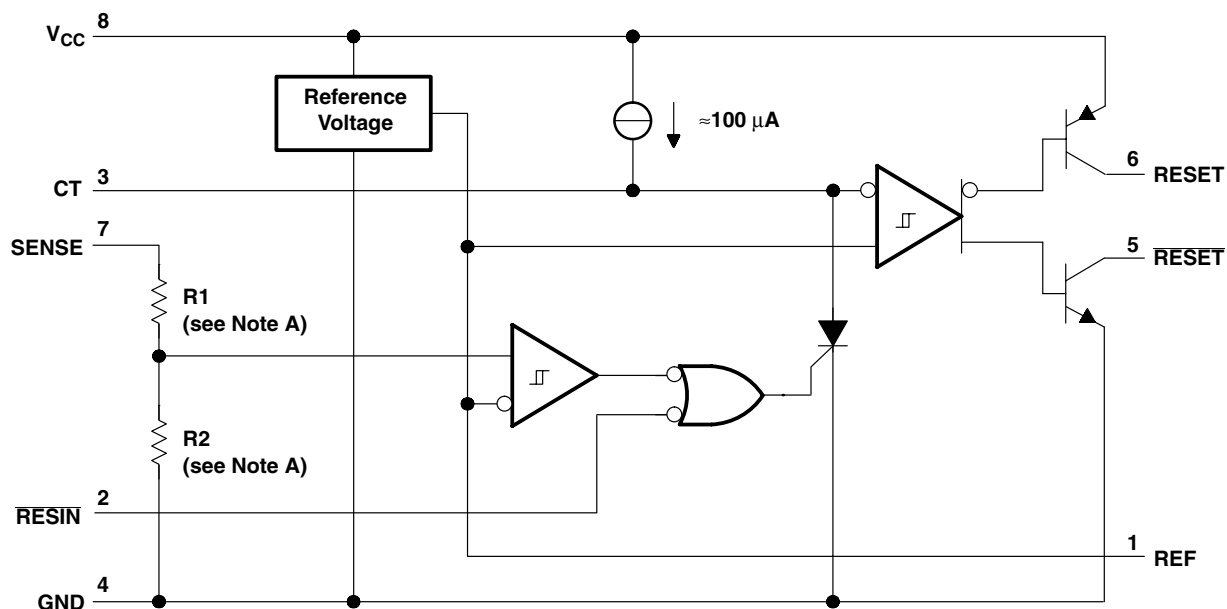 VCC 8
Reference
Voltage
≈100 μA
CT 3
6 RESET
7
SENSE
5 RESET
R1
(see Note A)
R2
(see Note A)
RESIN 2
1 REF
GND 4